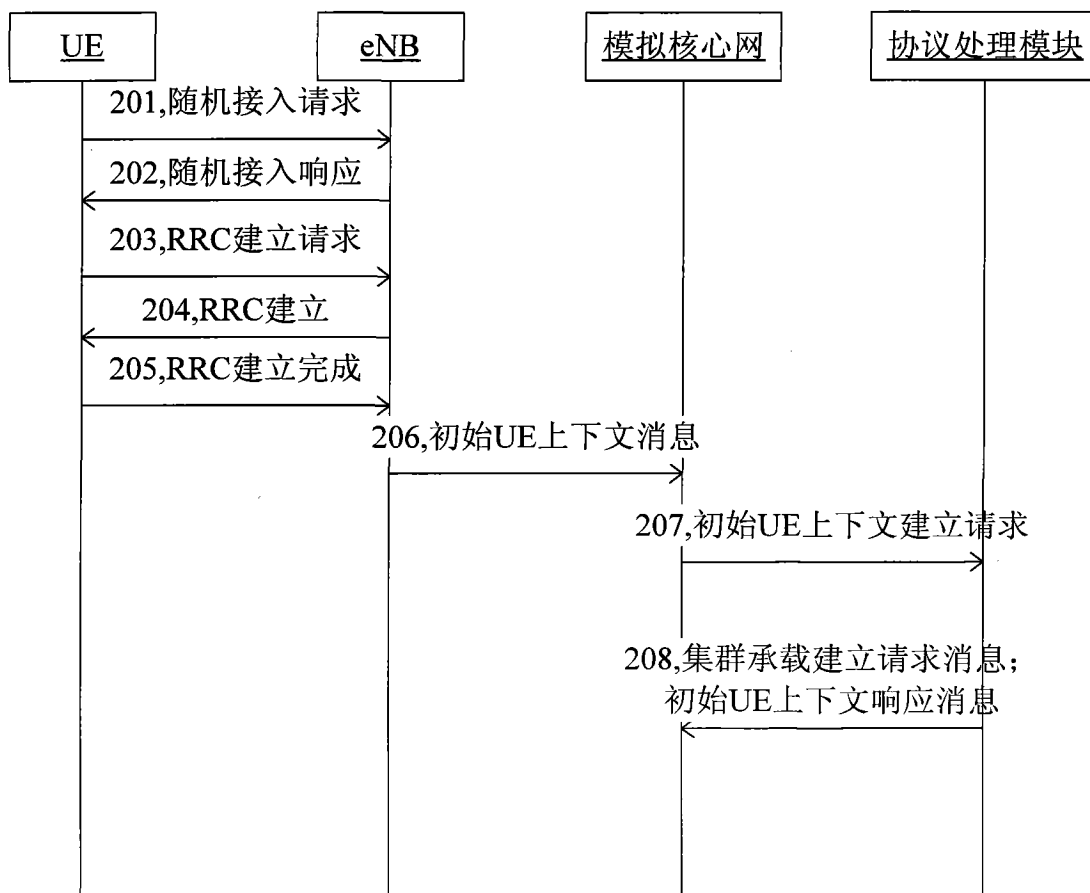 UE
eNB
模拟核心网
协议处理模块
201,随机接入请求
202,随机接入响应
203,RRC建立请求
204,RRC建立
205,RRC建立完成
206,初始UE上下文消息
207,初始UE上下文建立请求
208,集群承载建立请求消息；
初始UE上下文响应消息